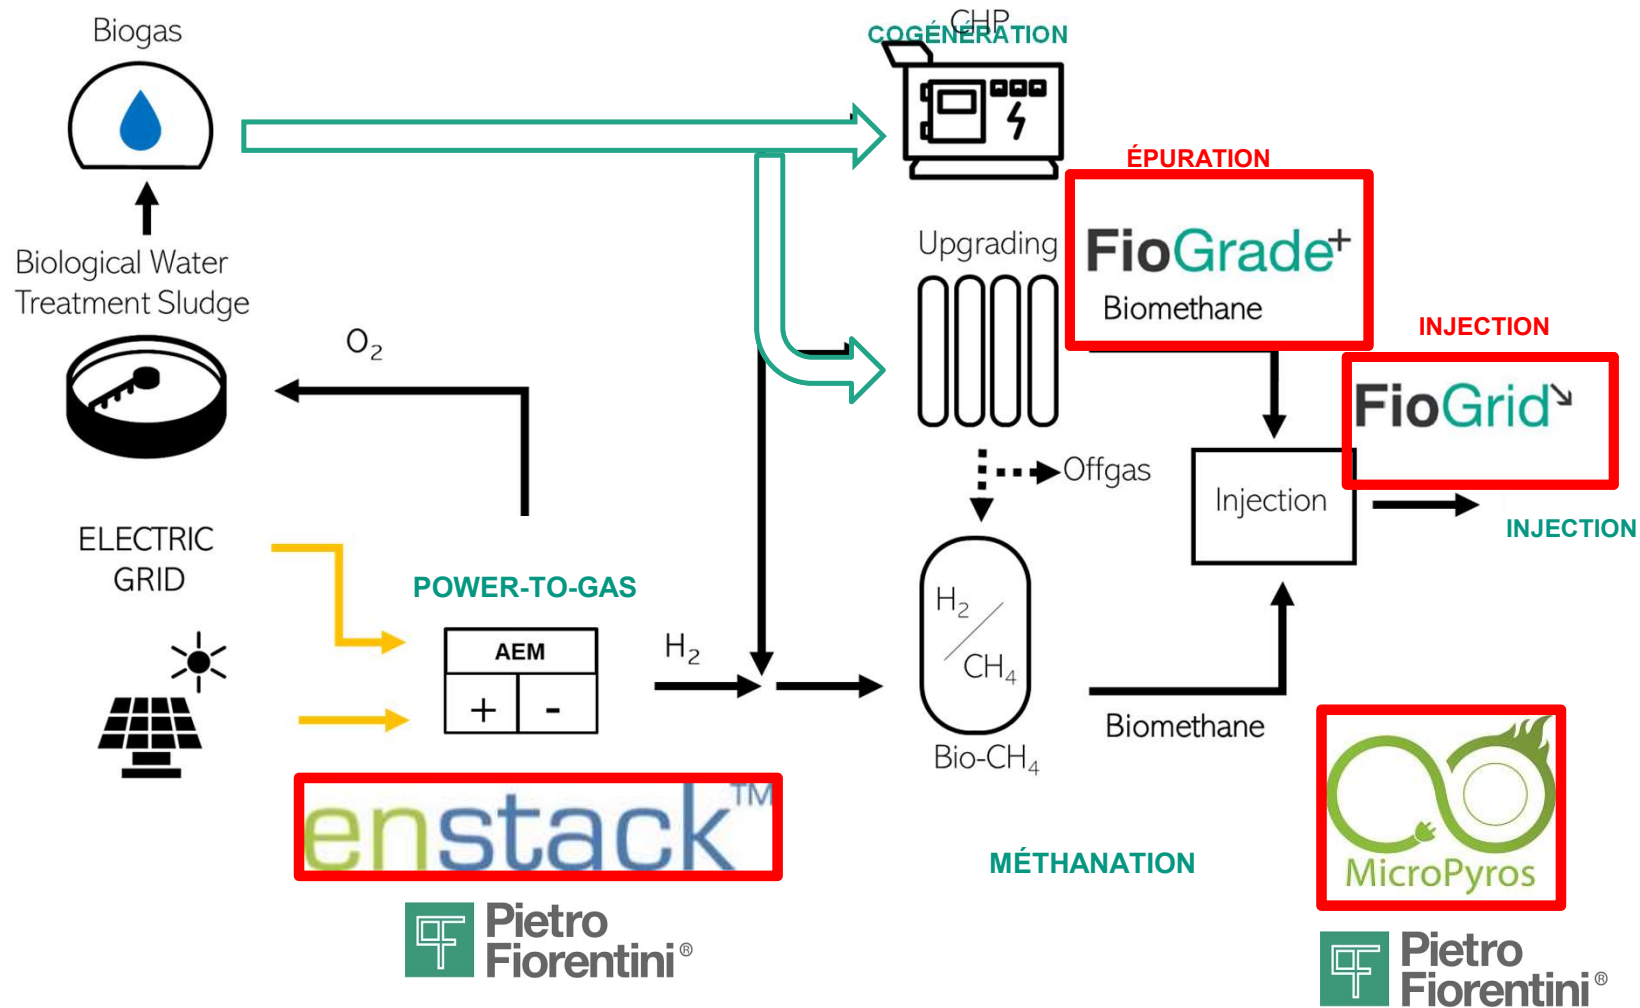 Biogas
CHP
COGÉNÉRATION
ÉPURATION
Biological Water
Treatment Sludge
Upgrading
FioGrade+
Biomethane
O₂
INJECTION
FioGrid↘
Offgas
Injection
INJECTION
ELECTRIC
GRID
POWER-TO-GAS
AEM
+ -
H₂
H₂
CH₄
Bio-CH₄
Biomethane
enstack™
MÉTHANATION
MicroPyros
Pietro
Fiorentini®
Pietro
Fiorentini®